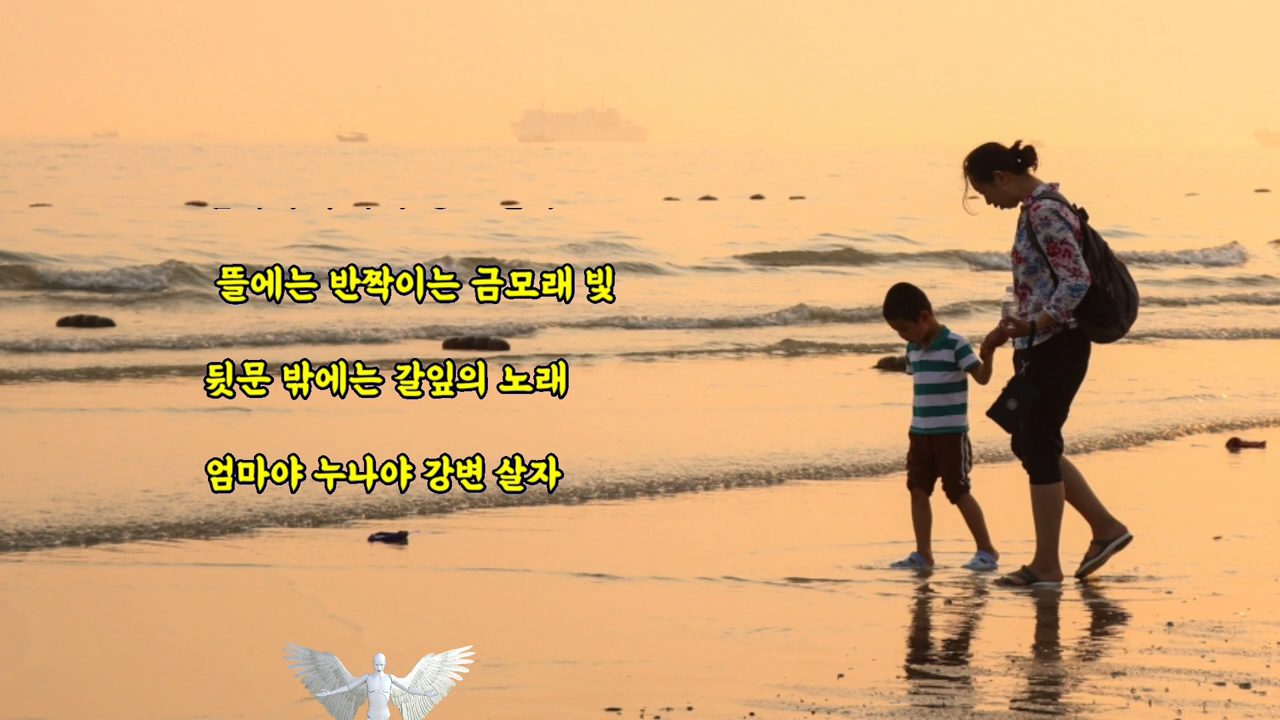 뜰에는 반짝이는 금모래 빛
뒷문 밖에는 갈잎의 노래
엄마야 누나야 강변 살자